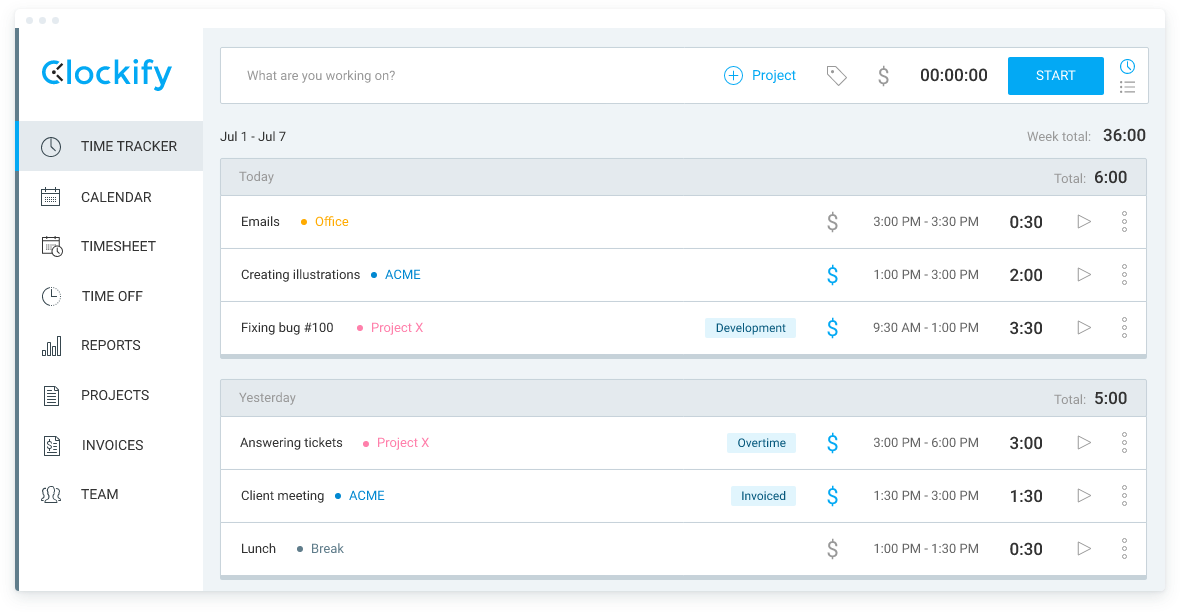 Clockify
What are you working on?
Project
$
00:00:00
START
TIME TRACKER
CALENDAR
TIMESHEET
TIME OFF
REPORTS
PROJECTS
INVOICES
TEAM
Jul 1 - Jul 7
Week total: 36:00
Today
Total: 6:00
Emails • Office $ 3:00 PM - 3:30 PM 0:30
Creating illustrations • ACME $ 1:00 PM - 3:00 PM 2:00
Fixing bug #100 • Project X Development $ 9:30 AM - 1:00 PM 3:30
Yesterday
Total: 5:00
Answering tickets • Project X Overtime $ 3:00 PM - 6:00 PM 3:00
Client meeting • ACME Invoiced $ 1:30 PM - 3:00 PM 1:30
Lunch • Break $ 1:00 PM - 1:30 PM 0:30